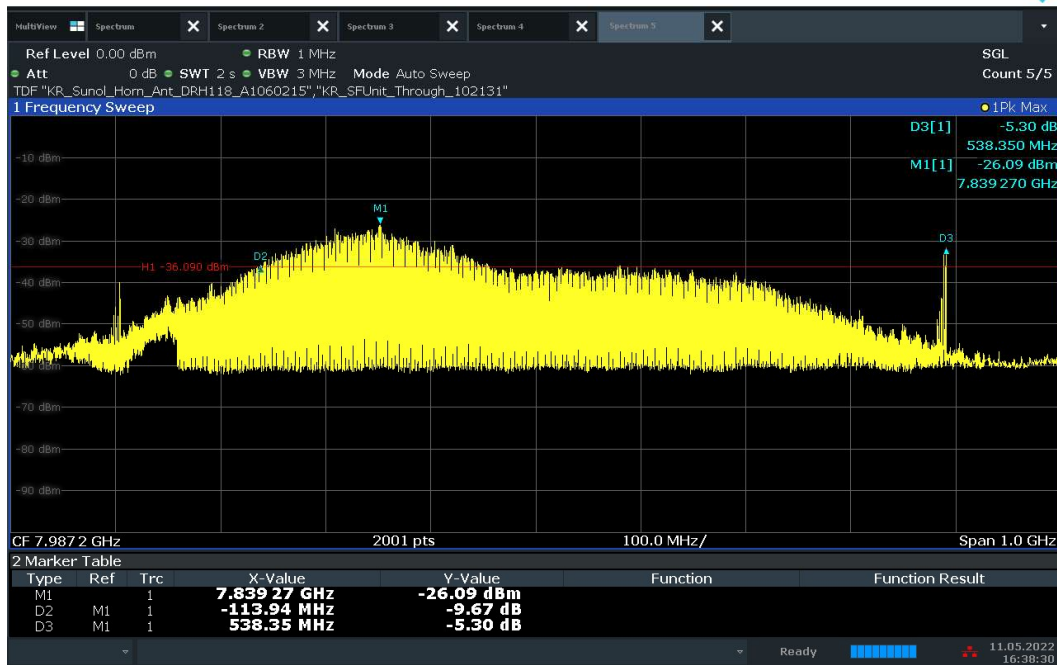 MultiView Spectrum Spectrum 2 Spectrum 3 Spectrum 4 Spectrum 5
Ref Level 0.00 dBm RBW 1 MHz SGL
Att 0 dB SWT 2 s VBW 3 MHz Mode Auto Sweep Count 5/5
TDF "KR_Sunol_Horn_Ant_DRH118_A1060215","KR_SFUnit_Through_102131"
1 Frequency Sweep 1Pk Max
D3[1] -5.30 dB
538.350 MHz
-10 dBm
M1[1] -26.09 dBm
7.839 270 GHz
-20 dBm
M1
-30 dBm
D3
D2
H1 -36.090 dBm
-40 dBm
-50 dBm
-60 dBm
-70 dBm
-80 dBm
-90 dBm
CF 7.987 2 GHz 2001 pts 100.0 MHz/ Span 1.0 GHz
2 Marker Table
Type Ref Trc X-Value Y-Value Function Function Result
M1 1 7.839 27 GHz -26.09 dBm
D2 M1 1 -113.94 MHz -9.67 dB
D3 M1 1 538.35 MHz -5.30 dB
Ready 11.05.2022
16:38:30